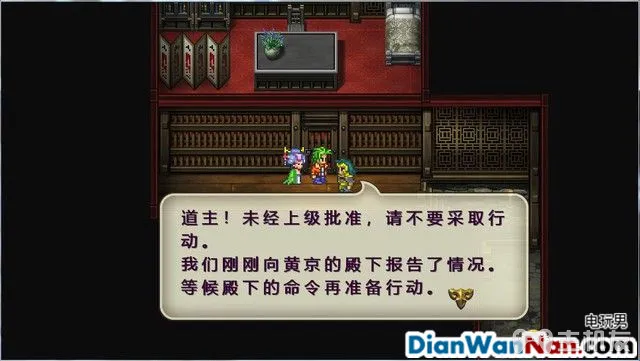 道主！未经上级批准，请不要采取行
动。
我们刚刚向黄京的殿下报告了情况。
等候殿下的命令再准备行动。
电玩男
DianWanNan.com